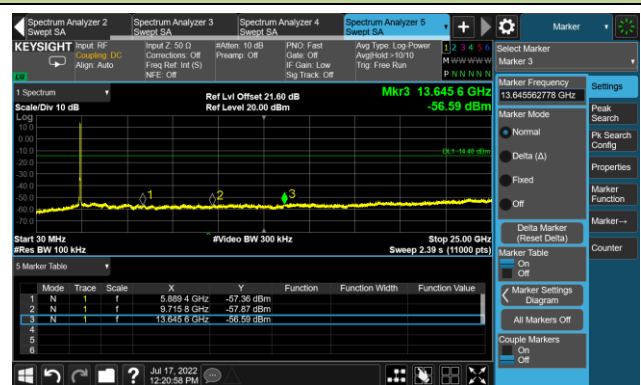 Spectrum Analyzer 2
Swept SA
Spectrum Analyzer 3
Swept SA
Spectrum Analyzer 4
Swept SA
Spectrum Analyzer 5
Swept SA
Marker
KEYSIGHT
Input: RF
Coupling: DC
Align: Auto
Input Z: 50 Ω
Corrections: Off
Freq Ref: Int (S)
NFE: Off
#Atten: 10 dB
Preamp: Off
PNO: Fast
Gate: Off
IF Gain: Low
Sig Track: Off
Avg Type: Log-Power
Avg|Hold:>10/10
Trig: Free Run
1 2 3 4 5 6
M W W W W W
P N N N N N
LW
Select Marker
Marker 3
1 Spectrum
Scale/Div 10 dB
Ref Lvl Offset 21.60 dB
Ref Level 20.00 dBm
Mkr3 13.645 6 GHz
-56.59 dBm
Log
10.0
0.00
-10.0
-20.0
-30.0
-40.0
-50.0
-60.0
-70.0
DL1 -14.48 dBm
1
2
3
Start 30 MHz
#Res BW 100 kHz
#Video BW 300 kHz
Stop 25.00 GHz
Sweep 2.39 s (11000 pts)
5 Marker Table
Mode Trace Scale X Y Function Function Width Function Value
1 N 1 f 5.889 4 GHz -57.36 dBm
2 N 1 f 9.715 8 GHz -57.87 dBm
3 N 1 f 13.645 6 GHz -56.59 dBm
4
5
6
Marker Frequency
13.645562778 GHz
Marker Mode
Normal
Delta (Δ)
Fixed
Off
Delta Marker
(Reset Delta)
Marker Table
On
Off
Marker Settings
Diagram
All Markers Off
Couple Markers
On
Off
Settings
Peak
Search
Pk Search
Config
Properties
Marker
Function
Marker→
Counter
?
Jul 17, 2022
12:20:58 PM